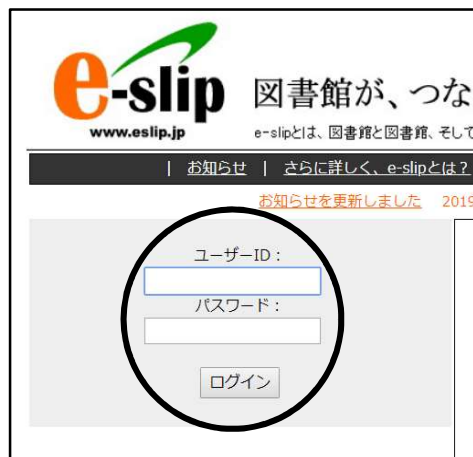 e-slip
www.eslip.jp
図書館が、つな
e-slipとは、図書館と図書館、そして
| お知らせ | さらに詳しく、e-slipとは？
お知らせを更新しました 2019
ユーザーID：
パスワード：
ログイン